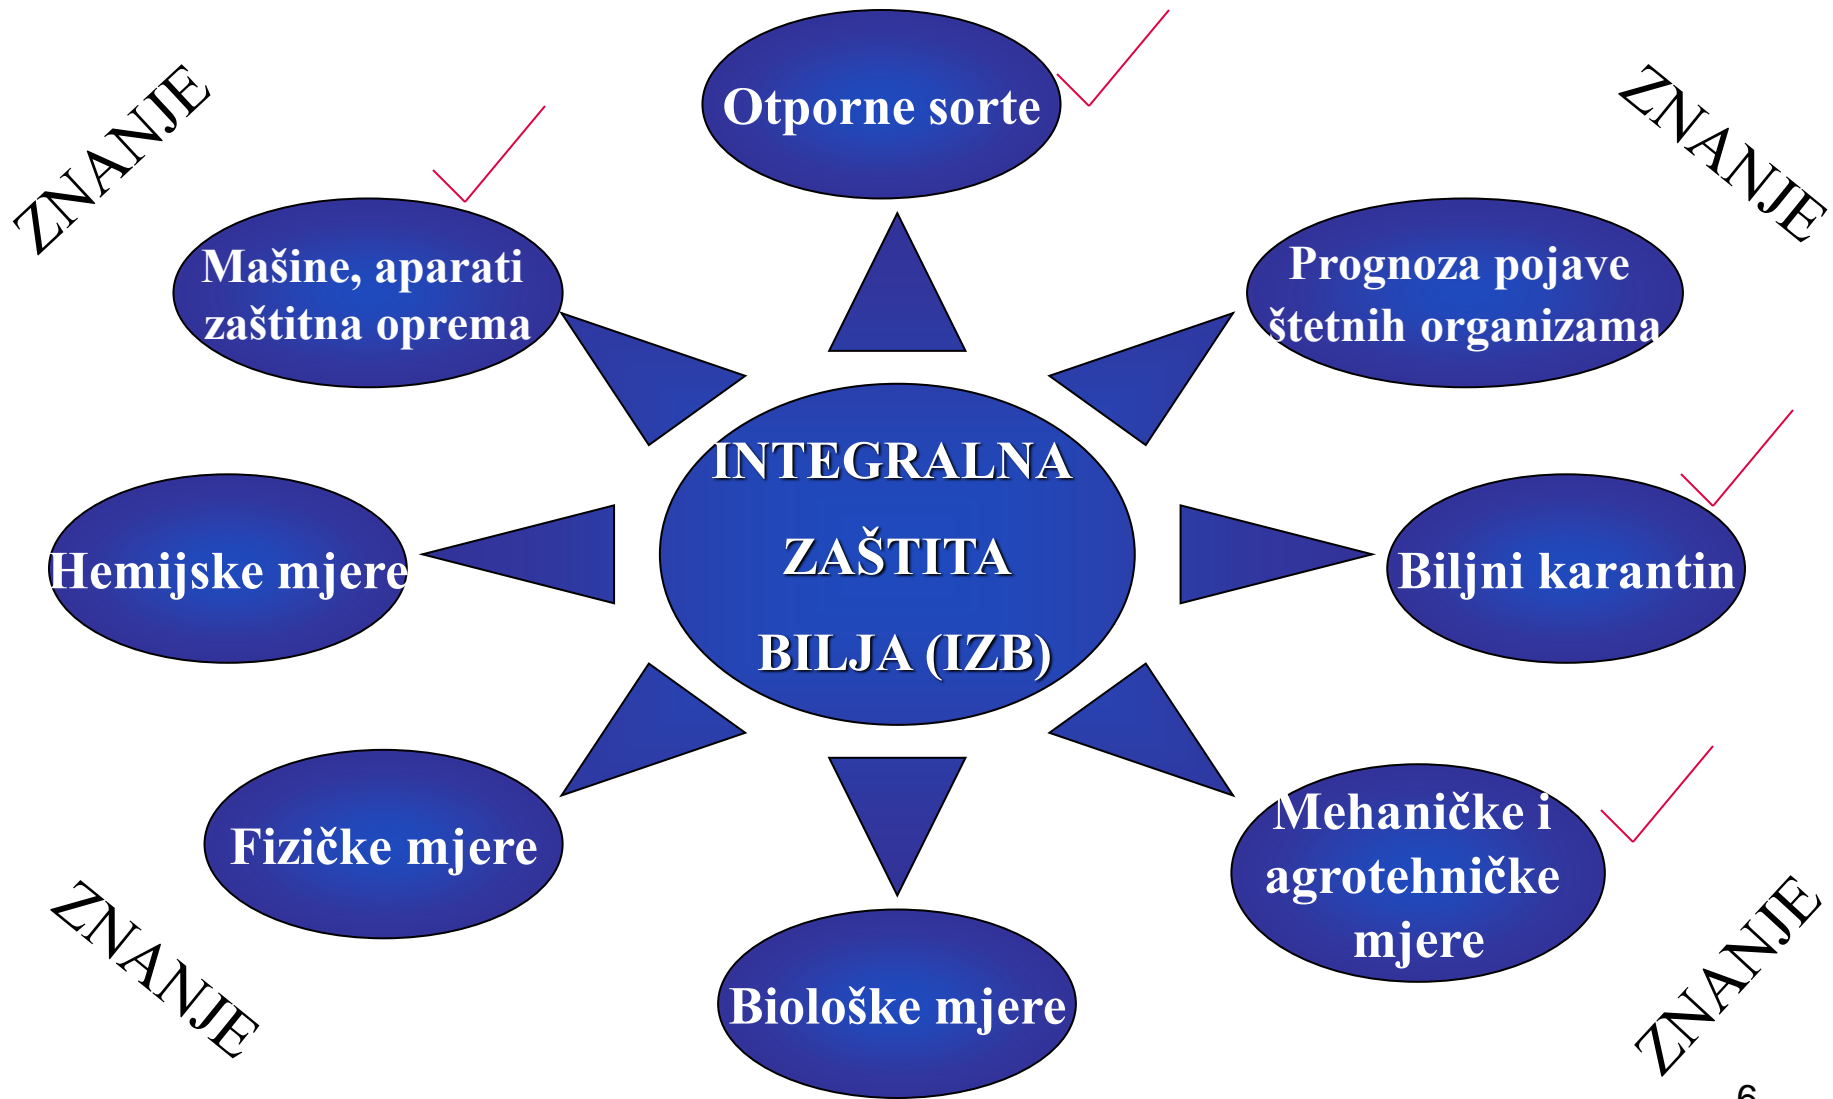 ZNANJE
Otporne sorte
ZNANJE
Mašine, aparati
zaštitna oprema
Prognoza pojave
štetnih organizama
INTEGRALNA
ZAŠTITA
BILJA (IZB)
Hemijske mjere
Biljni karantin
Fizičke mjere
Mehaničke i
agrotehničke
mjere
ZNANJE
Biološke mjere
ZNANJE
6